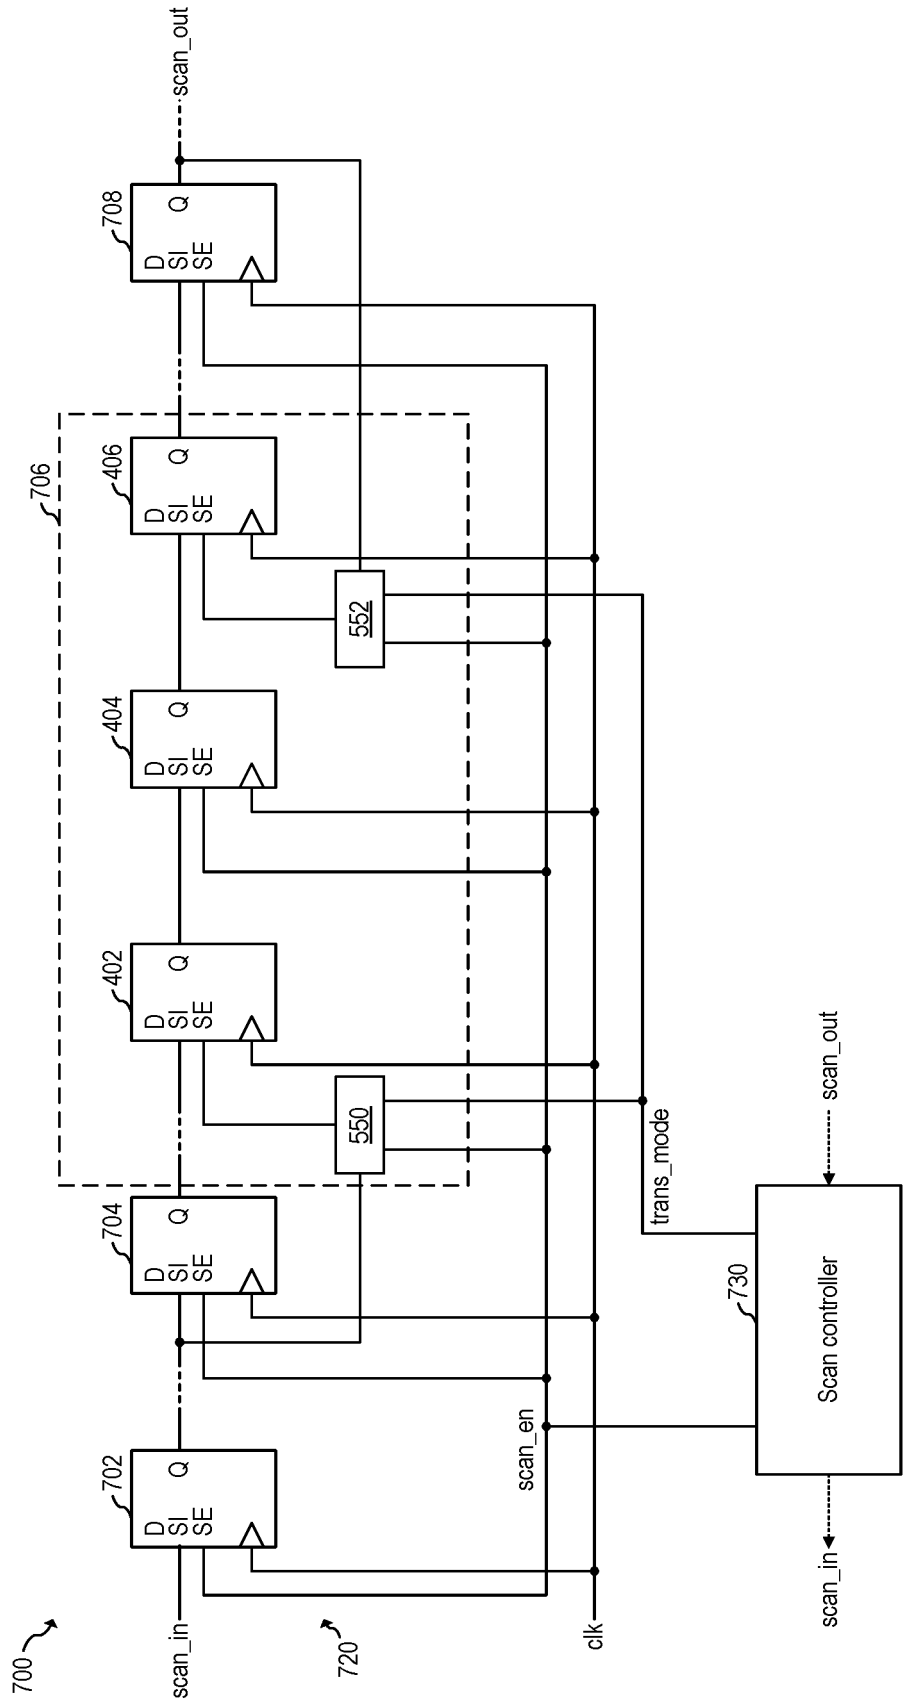 700
720
706
scan_in
702
D
SI
SE
Q
704
D
SI
SE
Q
402
D
SI
SE
Q
404
D
SI
SE
Q
406
D
SI
SE
Q
708
D
SI
SE
Q
scan_out
550
552
scan_en
clk
trans_mode
730
scan_in
Scan controller
scan_out